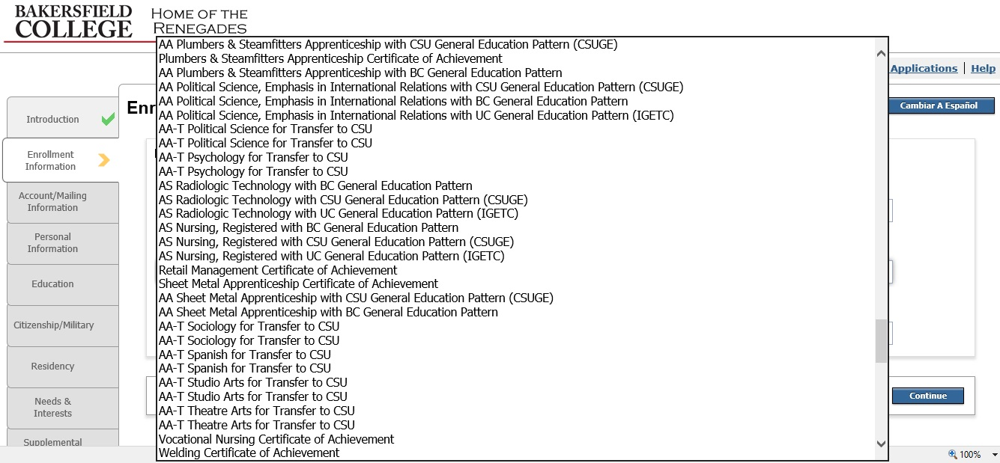 BAKERSFIELD
COLLEGE
HOME OF THE
RENEGADES
Applications | Help
Cambiar A Español
Introduction
Enrollment
Information
Account/Mailing
Information
Personal
Information
Education
Citizenship/Military
Residency
Needs &
Interests
Supplemental
Enr
AA Plumbers & Steamfitters Apprenticeship with CSU General Education Pattern (CSUGE)
Plumbers & Steamfitters Apprenticeship Certificate of Achievement
AA Plumbers & Steamfitters Apprenticeship with BC General Education Pattern
AA Political Science, Emphasis in International Relations with CSU General Education Pattern (CSUGE)
AA Political Science, Emphasis in International Relations with BC General Education Pattern
AA Political Science, Emphasis in International Relations with UC General Education Pattern (IGETC)
AA-T Political Science for Transfer to CSU
AA-T Political Science for Transfer to CSU
AA-T Psychology for Transfer to CSU
AA-T Psychology for Transfer to CSU
AS Radiologic Technology with BC General Education Pattern
AS Radiologic Technology with CSU General Education Pattern (CSUGE)
AS Radiologic Technology with UC General Education Pattern (IGETC)
AS Nursing, Registered with BC General Education Pattern
AS Nursing, Registered with CSU General Education Pattern (CSUGE)
AS Nursing, Registered with UC General Education Pattern (IGETC)
Retail Management Certificate of Achievement
Sheet Metal Apprenticeship Certificate of Achievement
AA Sheet Metal Apprenticeship with CSU General Education Pattern (CSUGE)
AA Sheet Metal Apprenticeship with BC General Education Pattern
AA-T Sociology for Transfer to CSU
AA-T Sociology for Transfer to CSU
AA-T Spanish for Transfer to CSU
AA-T Spanish for Transfer to CSU
AA-T Studio Arts for Transfer to CSU
AA-T Studio Arts for Transfer to CSU
AA-T Theatre Arts for Transfer to CSU
AA-T Theatre Arts for Transfer to CSU
Vocational Nursing Certificate of Achievement
Welding Certificate of Achievement
Continue
100%